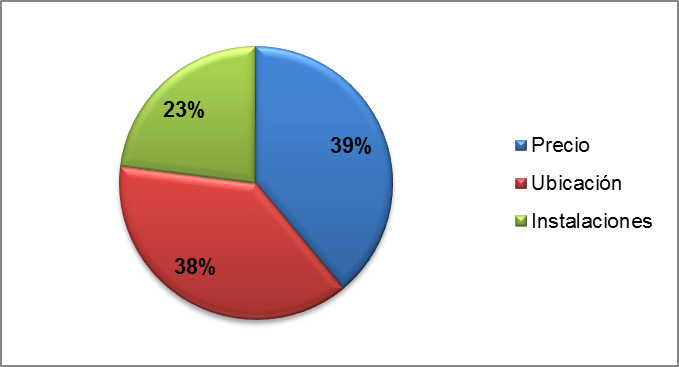 39%
38%
23%
Precio
Ubicación
Instalaciones